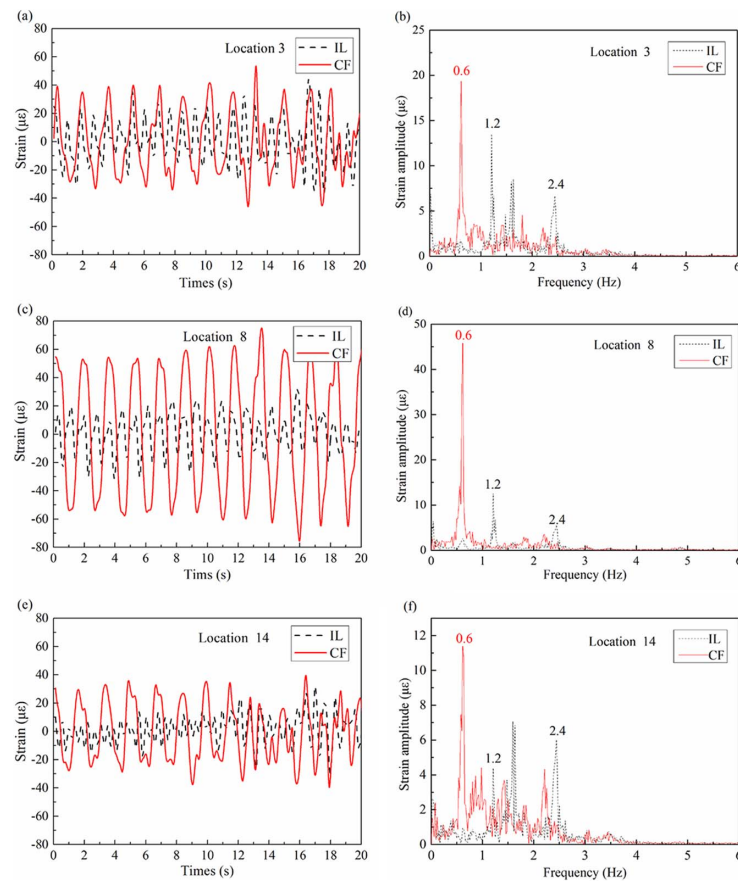 (a)
Location 3
IL
CF
80
60
40
20
0
-20
-40
-60
-80
Strain (με)
0 2 4 6 8 10 12 14 16 18 20
Times (s)
(b)
Location 3
IL
CF
0.6
1.2
2.4
25
20
15
10
5
0
Strain amplitude (με)
0 1 2 3 4 5 6
Frequency (Hz)
(c)
Location 8
IL
CF
80
60
40
20
0
-20
-40
-60
-80
Strain (με)
0 2 4 6 8 10 12 14 16 18 20
Tims (s)
(d)
Location 8
IL
CF
0.6
1.2
2.4
50
40
30
20
10
0
Strain amplitude (με)
0 1 2 3 4 5 6
Frequency (Hz)
(e)
Location 14
IL
CF
80
60
40
20
0
-20
-40
-60
-80
Strain (με)
0 2 4 6 8 10 12 14 16 18 20
Time (s)
(f)
Location 14
IL
CF
0.6
1.2
2.4
12
10
8
6
4
2
0
Strain amplitude (με)
0 1 2 3 4 5 6
Frequency (Hz)